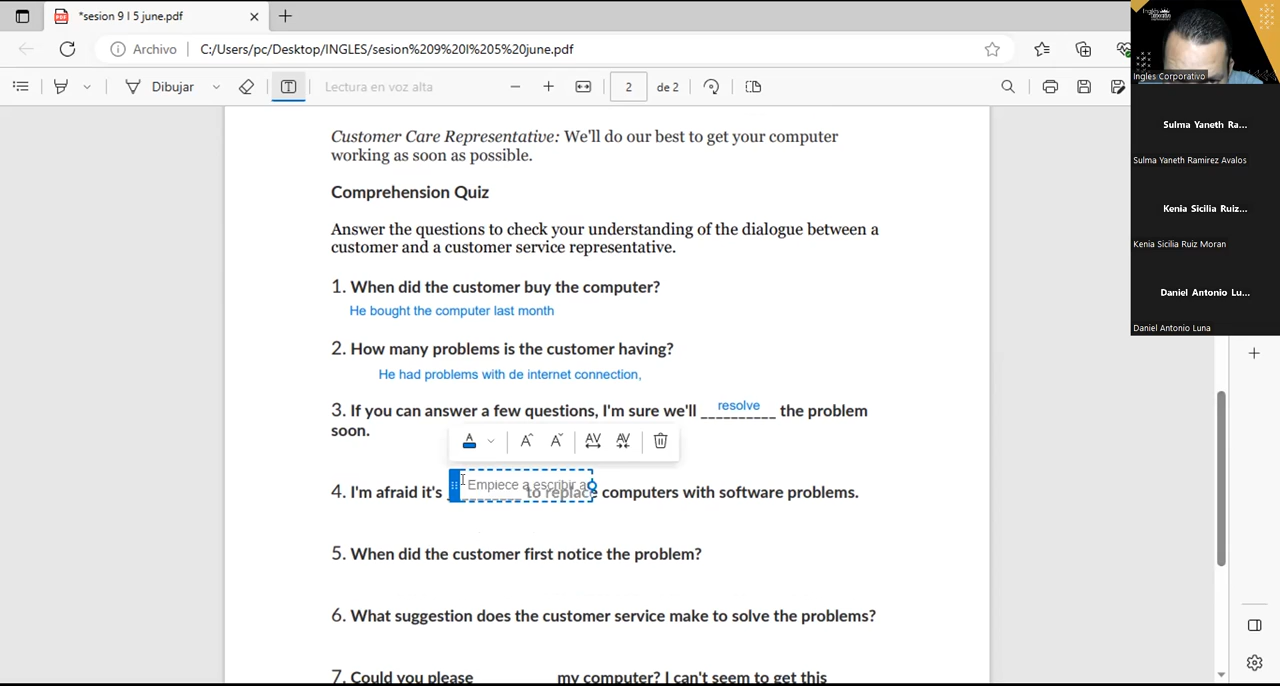 *sesion 9 I 5 june.pdf
Archivo
C:/Users/pc/Desktop/INGLES/sesion%209%20I%205%20june.pdf
Dibujar
Lectura en voz alta
2
de 2
Customer Care Representative: We'll do our best to get your computer
working as soon as possible.
Comprehension Quiz
Answer the questions to check your understanding of the dialogue between a
customer and a customer service representative.
1. When did the customer buy the computer?
He bought the computer last month
2. How many problems is the customer having?
He had problems with de internet connection,
3. If you can answer a few questions, I'm sure we'll resolve the problem
soon.
Empiece a escribir a
4. I'm afraid it's __________ to replace computers with software problems.
5. When did the customer first notice the problem?
6. What suggestion does the customer service make to solve the problems?
7. Could you please __________ my computer? I can't seem to get this
Ingles Corporativo
Sulma Yaneth Ra...
Sulma Yaneth Ramirez Avalos
Kenia Sicilia Ruiz...
Kenia Sicilia Ruiz Moran
Daniel Antonio Lu...
Daniel Antonio Luna